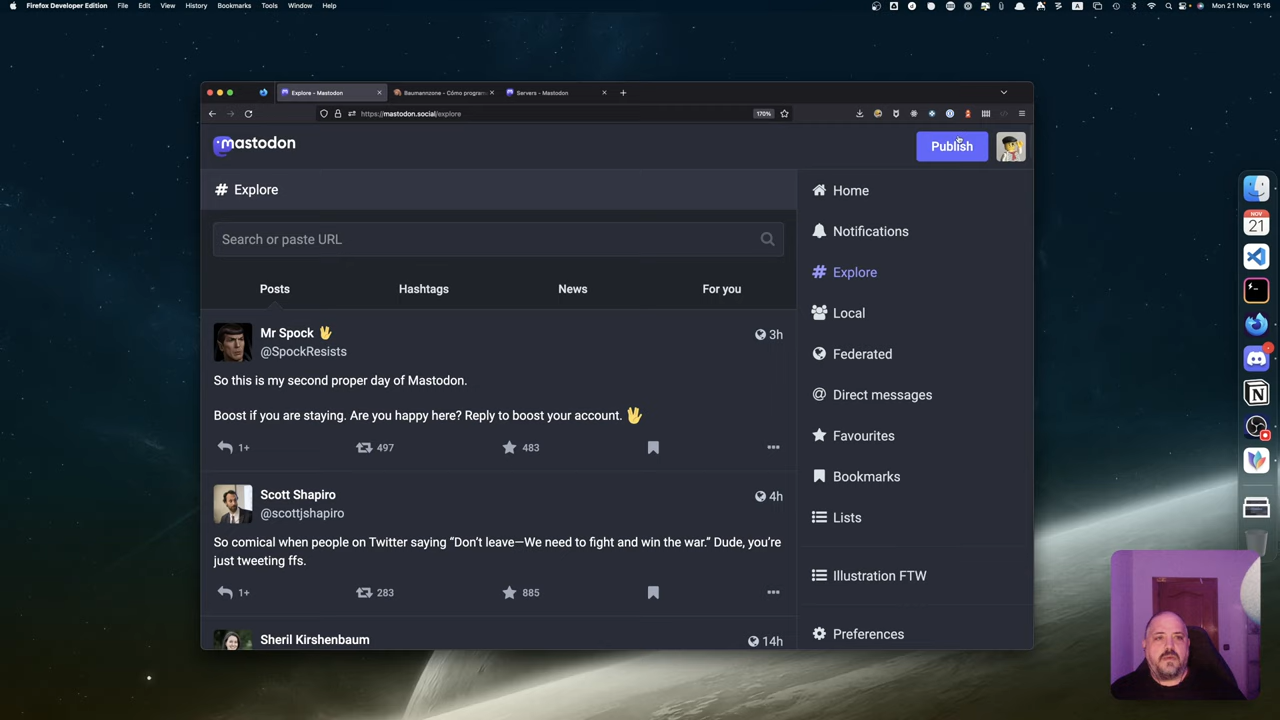 Firefox Developer Edition File Edit View History Bookmarks Tools Window Help
A
Mon 21 Nov 19:16
Explore - Mastodon
Baumannzone - Cómo program
Servers - Mastodon
https://mastodon.social/explore
170%
mastodon
Publish
# Explore
Search or paste URL
Posts
Hashtags
News
For you
Mr Spock 🖖
@SpockResists
3h
So this is my second proper day of Mastodon.
Boost if you are staying. Are you happy here? Reply to boost your account. 🖖
1+
497
483
Scott Shapiro
@scottjshapiro
4h
So comical when people on Twitter saying “Don’t leave—We need to fight and win the war.” Dude, you’re
just tweeting ffs.
1+
283
885
Sheril Kirshenbaum
14h
Home
Notifications
# Explore
Local
Federated
@ Direct messages
Favourites
Bookmarks
Lists
Illustration FTW
Preferences
NOV
21